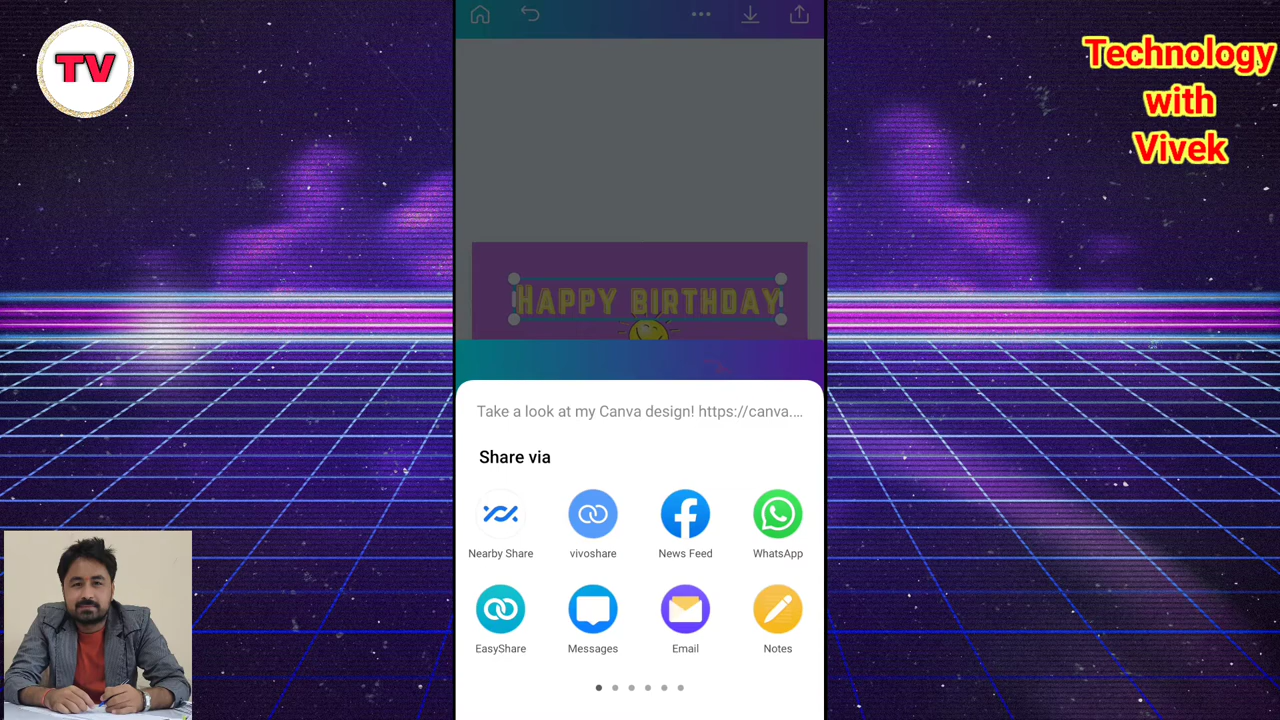 TV
Technology
with
Vivek
HAPPY BIRTHDAY
Take a look at my Canva design! https://canva....
Share via
Nearby Share
vivoshare
News Feed
WhatsApp
EasyShare
Messages
Email
Notes